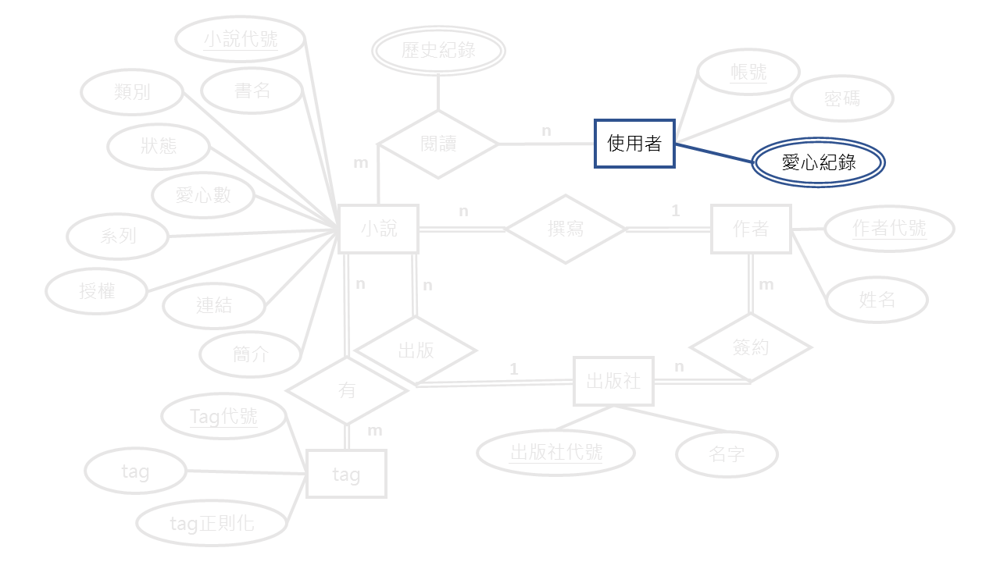 小說代號
歷史紀錄
帳號
類別
書名
密碼
狀態
閱讀
n
使用者
愛心紀錄
m
愛心數
系列
小說
n
撰寫
1
作者
作者代號
授權
連結
n
n
m
姓名
簡介
出版
簽約
有
1
出版社
n
Tag代號
m
出版社代號
名字
tag
tag
tag正則化